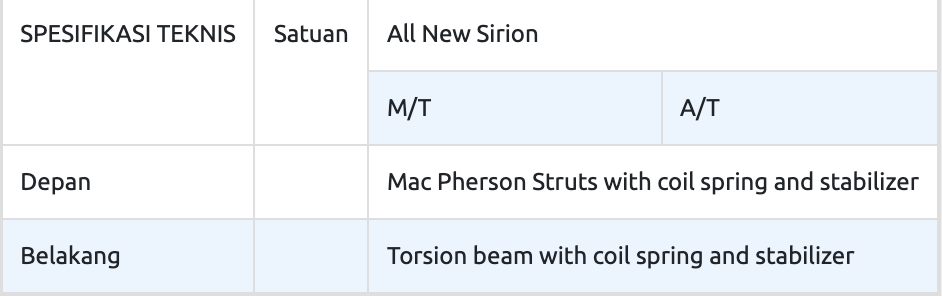 SPESIFIKASI TEKNIS Satuan All New Sirion
M/T A/T
Depan Mac Pherson Struts with coil spring and stabilizer
Belakang Torsion beam with coil spring and stabilizer